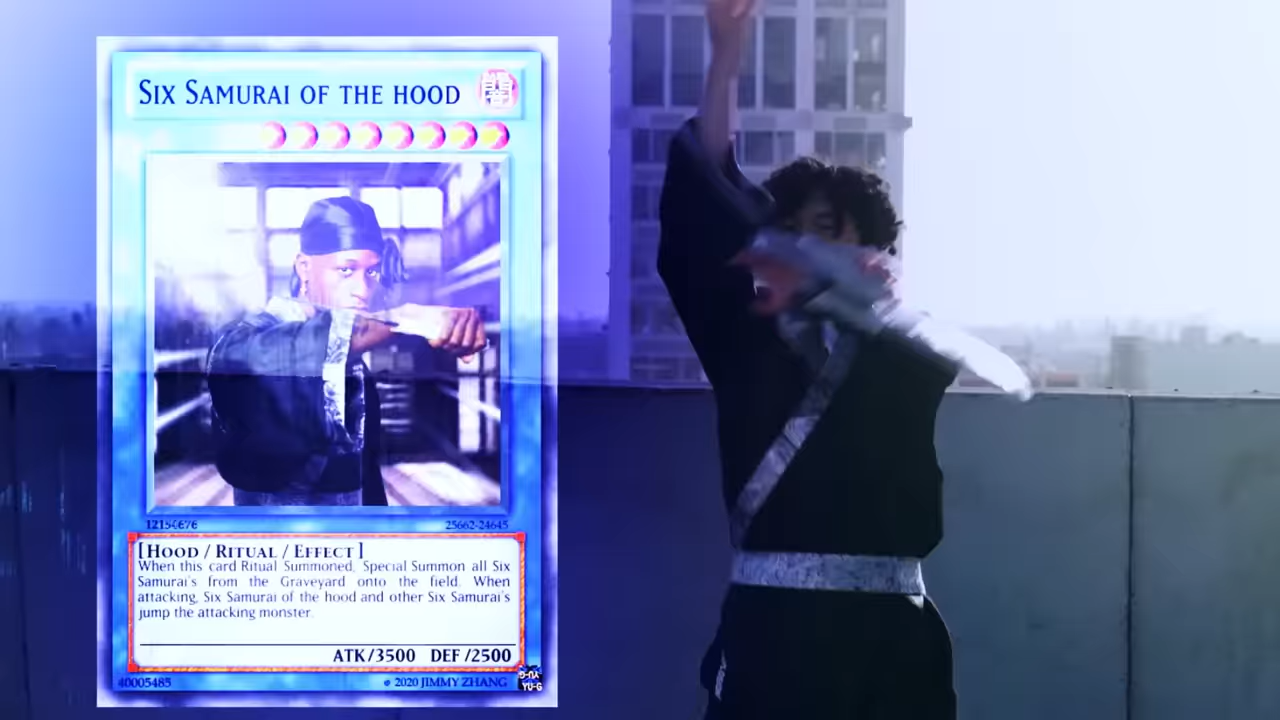 SIX SAMURAI OF THE HOOD
闇
12154676 25662-24645
[HOOD / RITUAL / EFFECT]
When this card Ritual Summoned, Special Summon all Six
Samurai's from the Graveyard onto the field. When
attacking, Six Samurai of the hood and other Six Samurai's
jump the attacking monster.
ATK/3500 DEF/2500
40005485 © 2020 JIMMY ZHANG